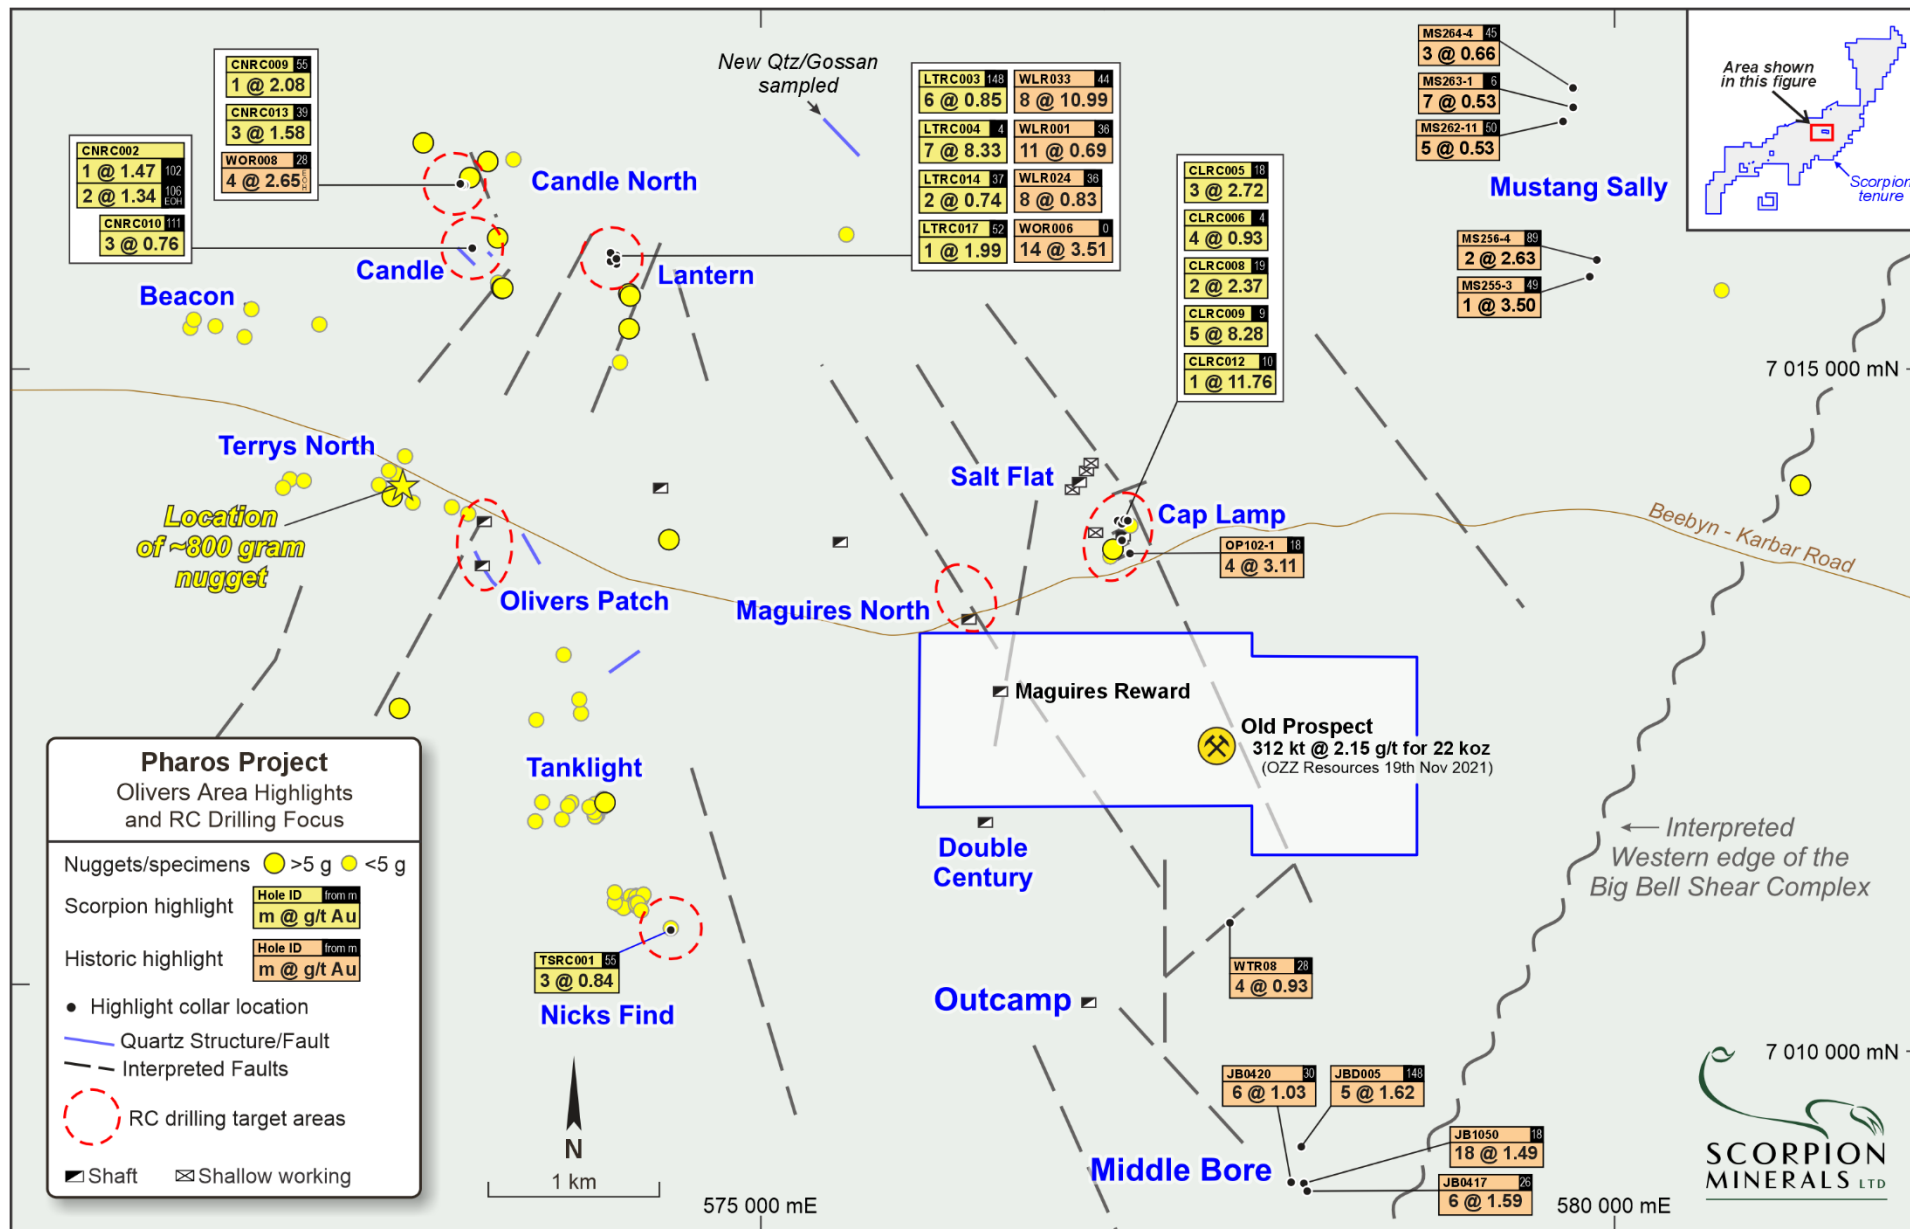 CNRC009 55
1 @ 2.08
CNRC013 39
3 @ 1.58
WOR008 28
4 @ 2.65 EOH
CNRC002
1 @ 1.47 102
2 @ 1.34 106 EOH
CNRC010 111
3 @ 0.76
New Qtz/Gossan
sampled
LTRC003 148
6 @ 0.85
LTRC004 4
7 @ 8.33
LTRC014 37
2 @ 0.74
LTRC017 52
1 @ 1.99
WLR033 44
8 @ 10.99
WLR001 36
11 @ 0.69
WLR024 36
8 @ 0.83
WOR006 0
14 @ 3.51
CLRC005 18
3 @ 2.72
CLRC006 4
4 @ 0.93
CLRC008 19
2 @ 2.37
CLRC009 9
5 @ 8.28
CLRC012 10
1 @ 11.76
MS264-4 45
3 @ 0.66
MS263-1 6
7 @ 0.53
MS262-11 50
5 @ 0.53
Mustang Sally
MS256-4 89
2 @ 2.63
MS255-3 49
1 @ 3.50
Area shown
in this figure
Scorpion
tenure
Candle North
Candle
Lantern
Beacon
7 015 000 mN
Terrys North
Location
of ~800 gram
nugget
Olivers Patch
Salt Flat
Cap Lamp
OP102-1 18
4 @ 3.11
Beebyn - Karbar Road
Maguires North
Maguires Reward
Old Prospect
312 kt @ 2.15 g/t for 22 koz
(OZZ Resources 19th Nov 2021)
Tanklight
Double
Century
Interpreted
Western edge of the
Big Bell Shear Complex
TSRC001 55
3 @ 0.84
Nicks Find
WTR08 28
4 @ 0.93
Outcamp
7 010 000 mN
JB0420 30
6 @ 1.03
JBD005 148
5 @ 1.62
JB1050 18
18 @ 1.49
JB0417 26
6 @ 1.59
Middle Bore
N
1 km
575 000 mE
580 000 mE
Pharos Project
Olivers Area Highlights
and RC Drilling Focus
Nuggets/specimens >5 g <5 g
Scorpion highlight
Hole ID from m
m @ g/t Au
Historic highlight
Hole ID from m
m @ g/t Au
Highlight collar location
Quartz Structure/Fault
Interpreted Faults
RC drilling target areas
Shaft
Shallow working
SCORPION
MINERALS LTD